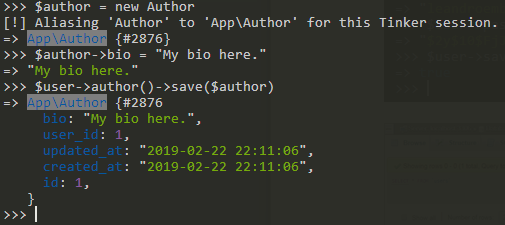 >>> $author = new Author
[!] Aliasing 'Author' to 'App\Author' for this Tinker session.
=> App\Author {#2876}
>>> $author->bio = "My bio here."
=> "My bio here."
>>> $user->author()->save($author)
=> App\Author {#2876
bio: "My bio here.",
user_id: 1,
updated_at: "2019-02-22 22:11:06",
created_at: "2019-02-22 22:11:06",
id: 1,
}
>>>